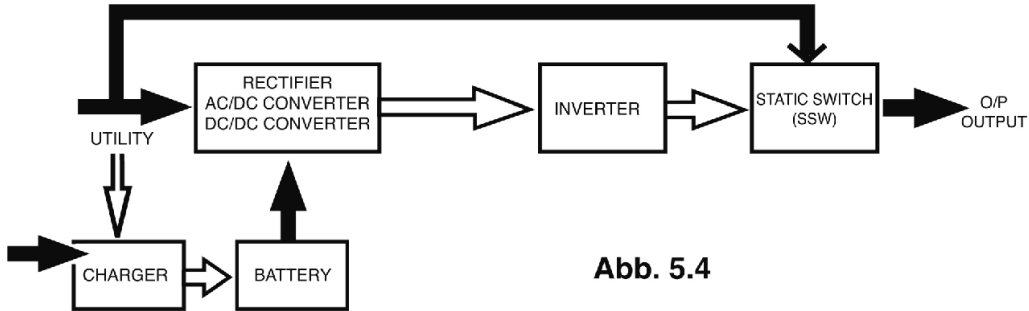 RECTIFIER
AC/DC CONVERTER
DC/DC CONVERTER
INVERTER
STATIC SWITCH
(SSW)
O/P
OUTPUT
UTILITY
CHARGER
BATTERY
Abb. 5.4